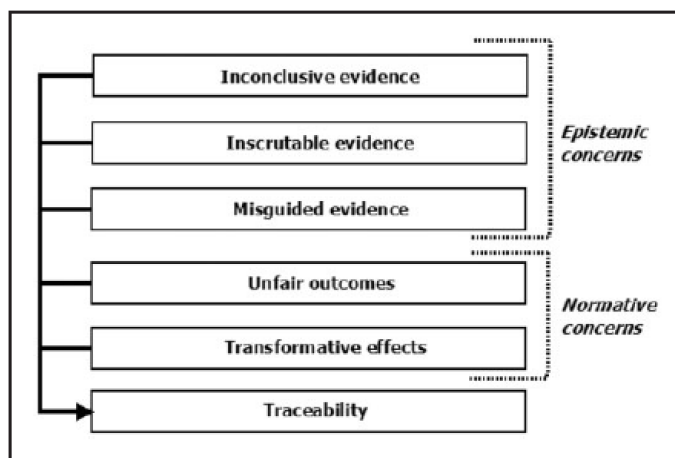 Inconclusive evidence
Inscrutable evidence
Misguided evidence
Epistemic
concerns
Unfair outcomes
Transformative effects
Normative
concerns
Traceability